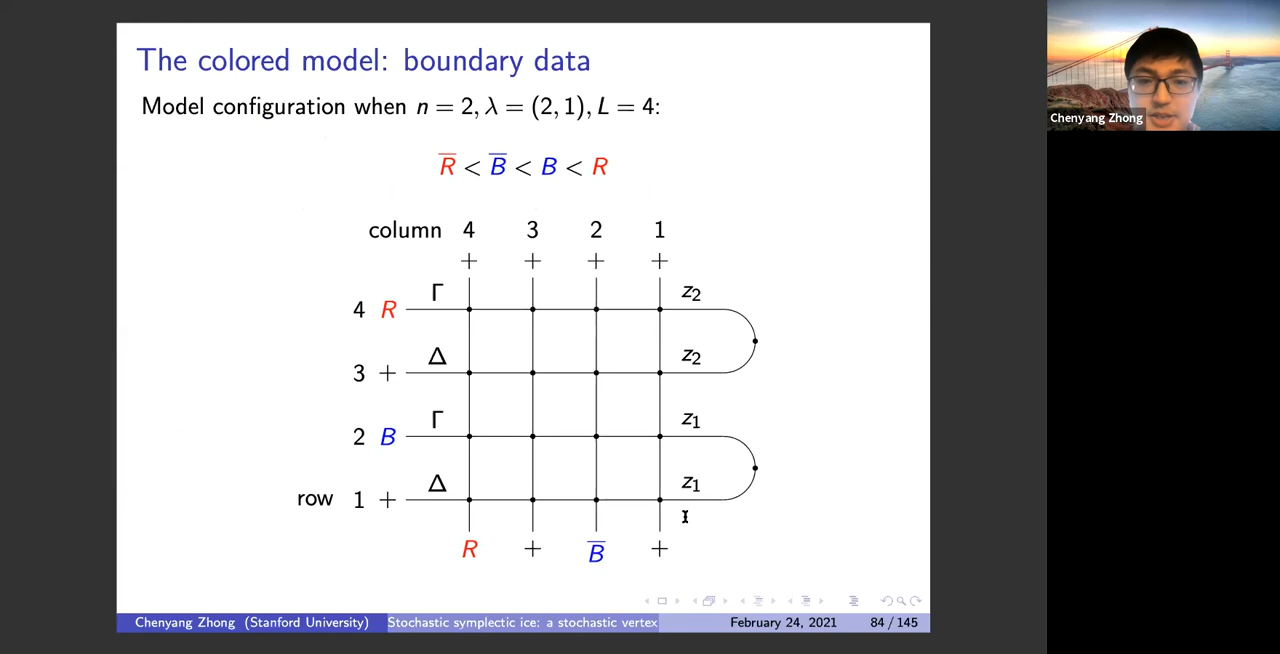 The colored model: boundary data
Model configuration when n = 2, λ = (2, 1), L = 4:
R̅ < B̅ < B < R
column 4 3 2 1
+ + + +
Γ z₂
4 R
Δ z₂
3 +
Γ z₁
2 B
Δ z₁
row 1 +
R + B̅ +
Chenyang Zhong (Stanford University) Stochastic symplectic ice: a stochastic vertex February 24, 2021 84 / 145
Chenyang Zhong